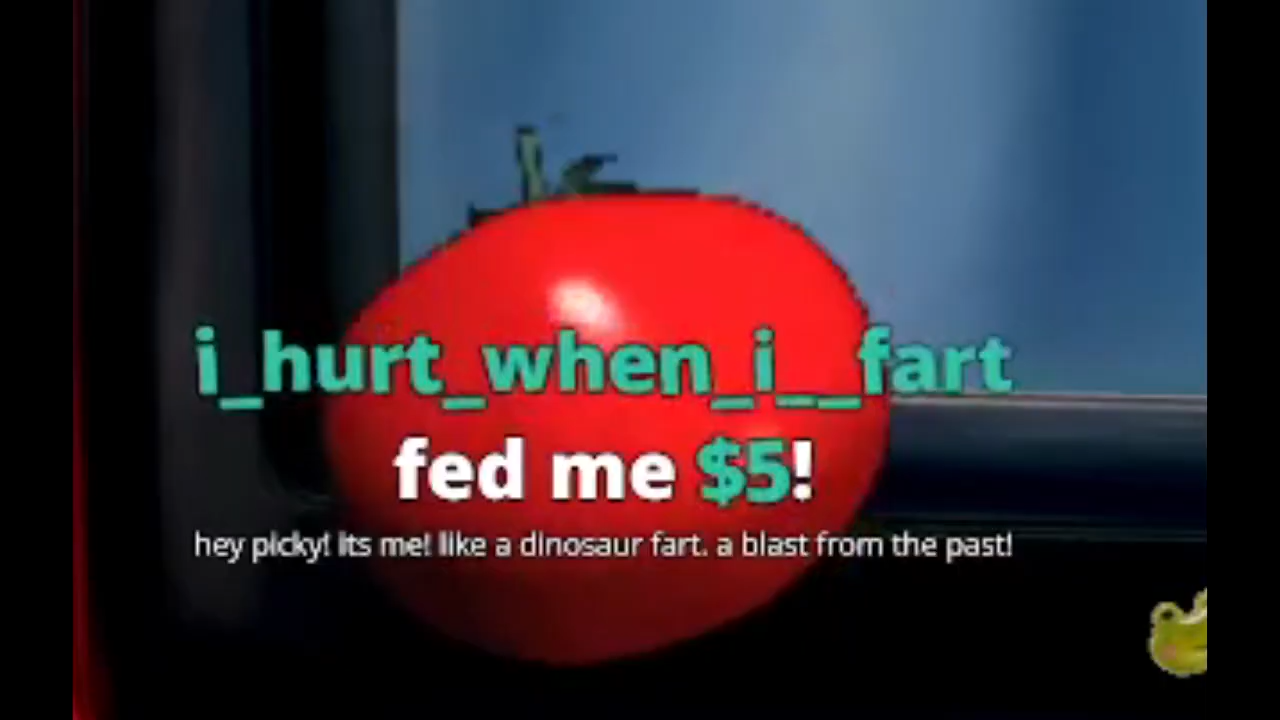 i_hurt_when_i__fart
fed me $5!
hey picky! its me! like a dinosaur fart. a blast from the past!